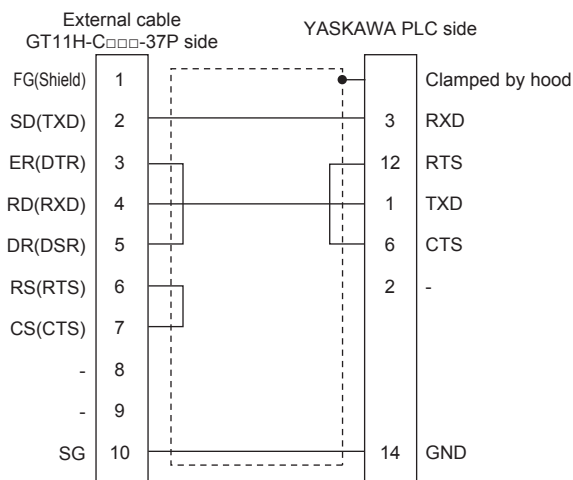 External cable
GT11H-C□□□-37P side
YASKAWA PLC side
FG(Shield) 1 Clamped by hood
SD(TXD) 2 3 RXD
ER(DTR) 3 12 RTS
RD(RXD) 4 1 TXD
DR(DSR) 5 6 CTS
RS(RTS) 6 2 -
CS(CTS) 7
- 8
- 9
SG 10 14 GND